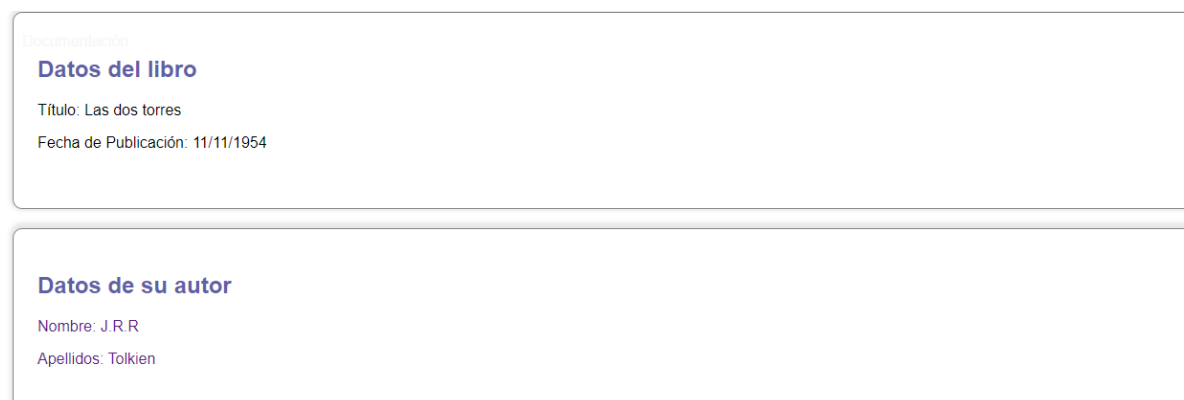 Documentación
Datos del libro
Título: Las dos torres
Fecha de Publicación: 11/11/1954
Datos de su autor
Nombre: J.R.R
Apellidos: Tolkien